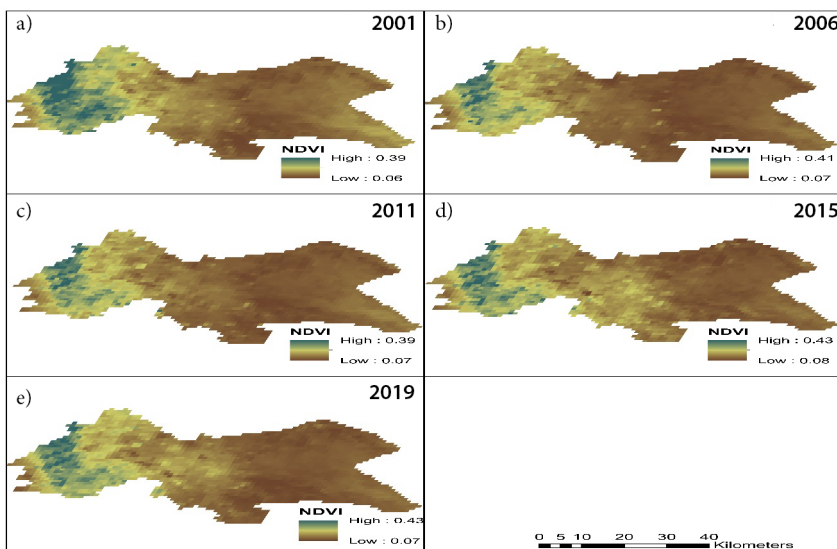 a) 2001
NDVI
High : 0.39
Low : 0.06
b) 2006
NDVI
High : 0.41
Low : 0.07
c) 2011
NDVI
High : 0.39
Low : 0.07
d) 2015
NDVI
High : 0.43
Low : 0.08
e) 2019
NDVI
High : 0.43
Low : 0.07
0 5 10 20 30 40
Kilometers